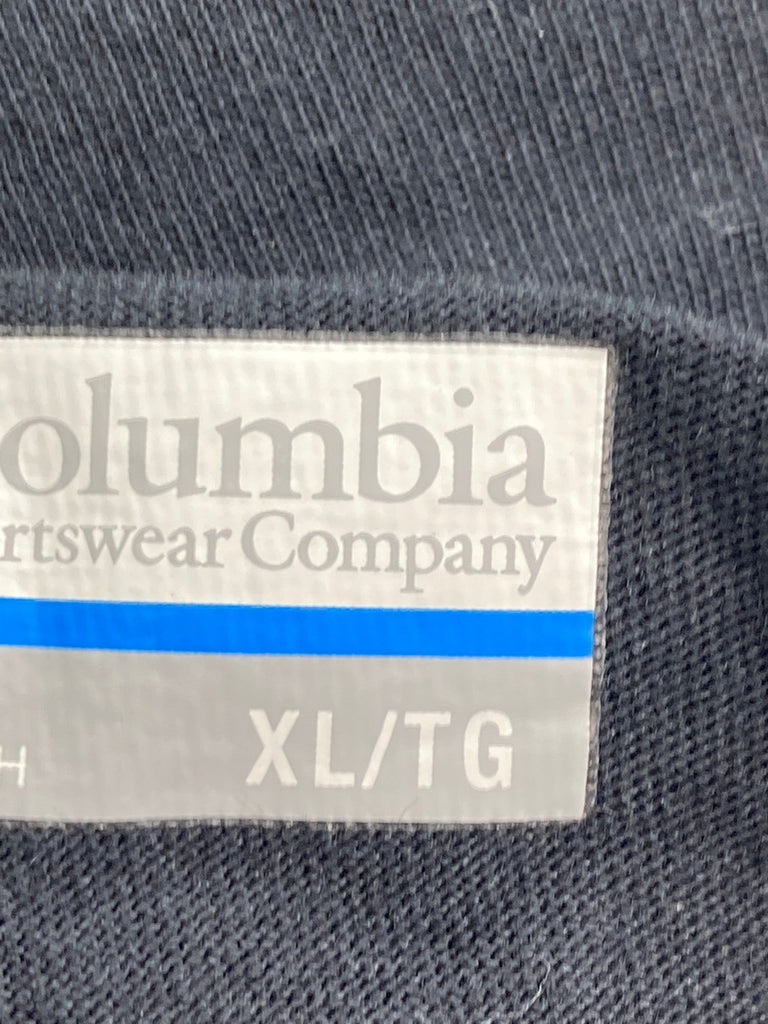 olumbia
rtswear Company
H XL/TG